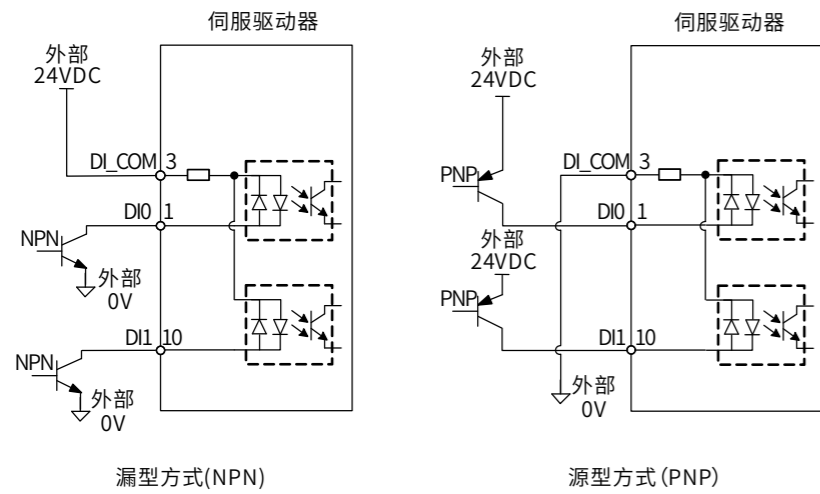 伺服驱动器
外部
24VDC
DI_COM 3
DI0 1
NPN
外部
0V
DI1 10
NPN
外部
0V
漏型方式(NPN)
伺服驱动器
外部
24VDC
DI_COM 3
PNP
DI0 1
外部
24VDC
PNP
DI1 10
外部
0V
源型方式(PNP)